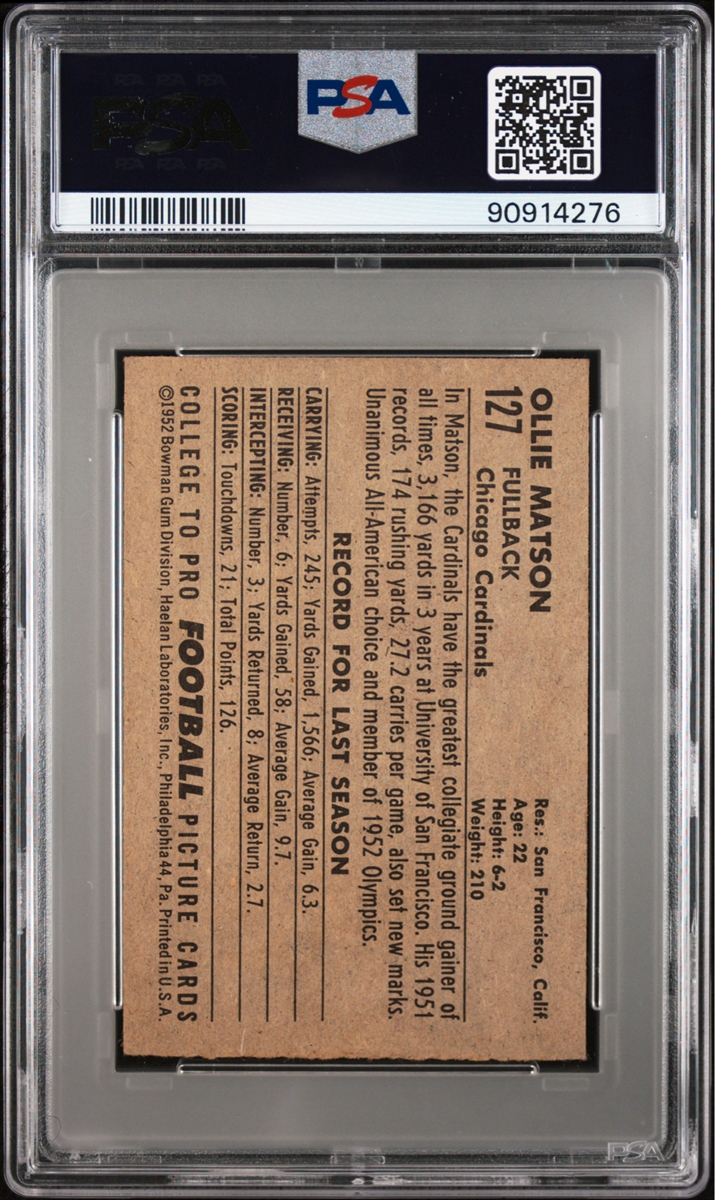 PSA
PSA
90914276
OLLIE MATSON
127 FULLBACK
Chicago Cardinals
Res.: San Francisco, Calif.
Age: 22
Height: 6-2
Weight: 210
In Matson, the Cardinals have the greatest collegiate ground gainer of
all times, 3,166 yards in 3 years at University of San Francisco. His 1951
records, 174 rushing yards, 27.2 carries per game, also set new marks.
Unanimous All-American choice and member of 1952 Olympics.
RECORD FOR LAST SEASON
CARRYING: Attempts, 245; Yards Gained, 1,566; Average Gain, 6.3.
RECEIVING: Number, 6; Yards Gained, 58; Average Gain, 9.7.
INTERCEPTING: Number, 3; Yards Returned, 8; Average Return, 2.7.
SCORING: Touchdowns, 21; Total Points, 126.
COLLEGE TO PRO FOOTBALL PICTURE CARDS
©1952 Bowman Gum Division, Haelan Laboratories, Inc., Philadelphia 44, Pa. Printed in U.S.A.
PSA